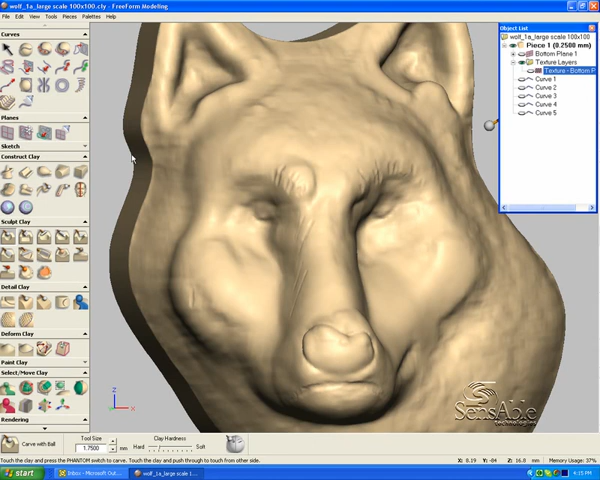 wolf_1a_large scale 100x100.cly - FreeForm Modeling
File Edit View Tools Pieces Palettes Help
Curves
Planes
Sketch
Construct Clay
Sculpt Clay
Detail Clay
Deform Clay
Paint Clay
Select/Move Clay
Rendering
Object List
wolf_1a_large scale 100x100
Piece 1 (0.2500 mm)
Bottom Plane 1
Texture Layers
Texture - Bottom P
Curve 1
Curve 2
Curve 3
Curve 4
Curve 5
Z
X
SensAble
technologies
Carve with Ball
Tool Size
1.7500 mm
Clay Hardness
Hard Soft
Touch the clay and press the PHANTOM switch to carve. Touch the clay and push through to touch from other side.
X: 8.19 Y: -84 Z: 16.8 mm Memory Usage: 37%
start
Inbox - Microsoft Out...
wolf_1a_large scale 1...
4:15 PM